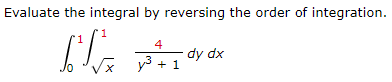 Evaluate the integral by reversing the order of integration.
∫₀¹ ∫_√x¹ 4/(y³ + 1) dy dx